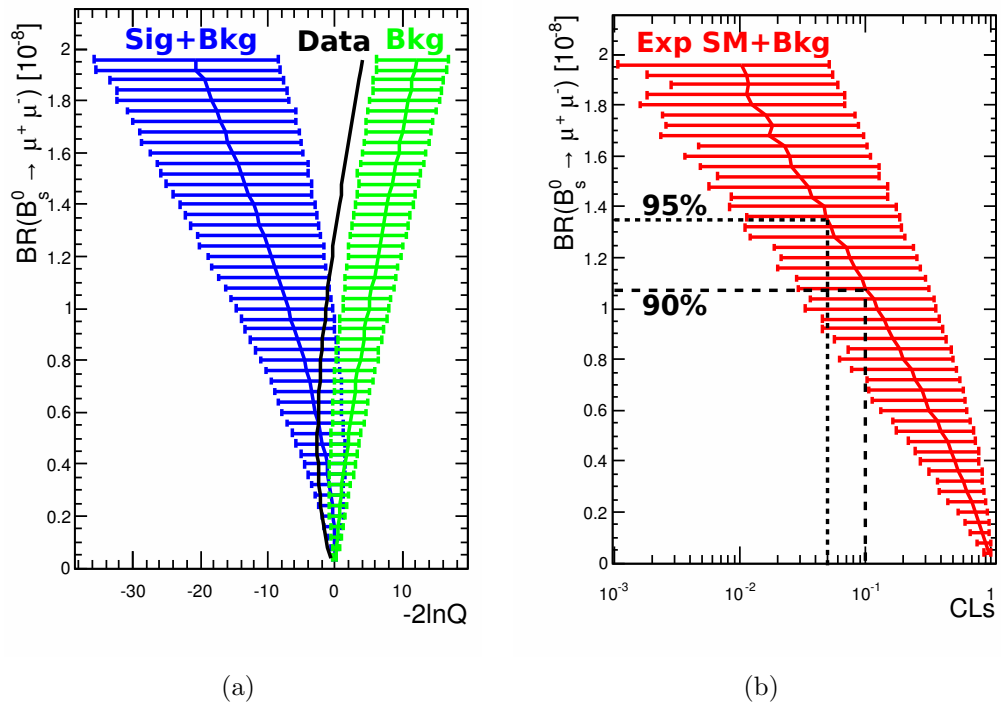 Sig+Bkg Data Bkg
BR(B⁰ₛ → μ⁺ μ⁻) [10⁻⁸]
2
1.8
1.6
1.4
1.2
1
0.8
0.6
0.4
0.2
0
-30 -20 -10 0 10
-2lnQ
(a)
Exp SM+Bkg
BR(B⁰ₛ → μ⁺ μ⁻) [10⁻⁸]
2
1.8
1.6
1.4
1.2
1
0.8
0.6
0.4
0.2
0
95%
90%
10⁻³ 10⁻² 10⁻¹ 1
CLs
(b)